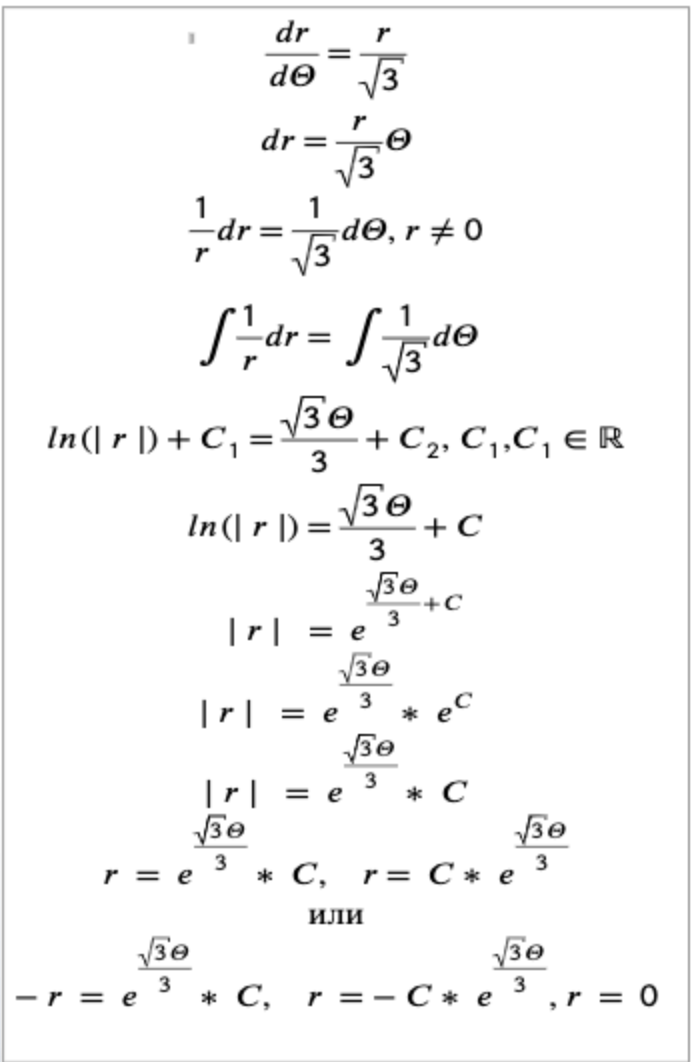 dr/dΘ = r/√3
dr = r/√3 Θ
1/r dr = 1/√3 dΘ, r ≠ 0
∫ 1/r dr = ∫ 1/√3 dΘ
ln(| r |) + C₁ = √3Θ/3 + C₂, C₁,C₁ ∈ ℝ
ln(| r |) = √3Θ/3 + C
| r | = e^(√3Θ/3 + C)
| r | = e^(√3Θ/3) * e^C
| r | = e^(√3Θ/3) * C
r = e^(√3Θ/3) * C, r = C * e^(√3Θ/3)
или
− r = e^(√3Θ/3) * C, r = − C * e^(√3Θ/3), r = 0